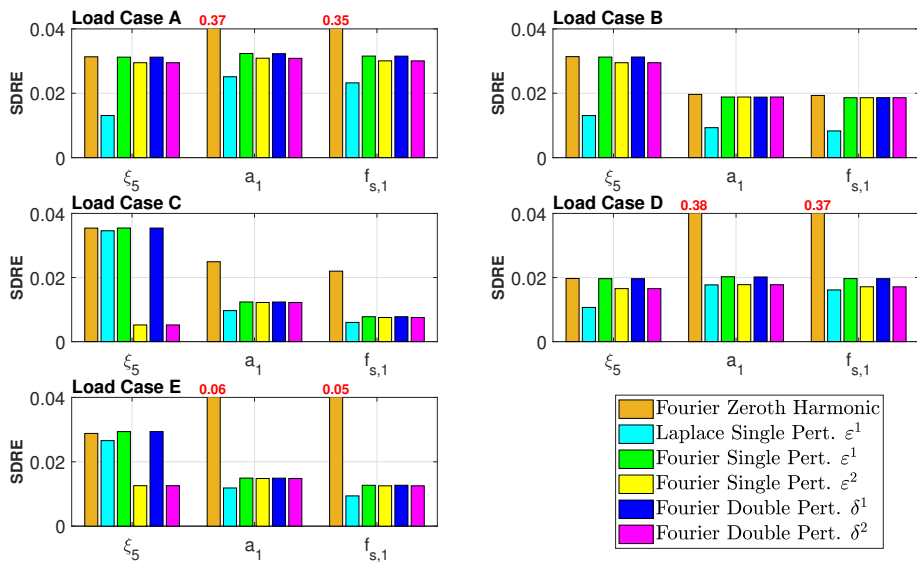 Load Case A
0.37
0.35
0.04
0.02
0
SDRE
ξ5
a1
fs,1
Load Case B
0.04
0.02
0
SDRE
ξ5
a1
fs,1
Load Case C
0.04
0.02
0
SDRE
ξ5
a1
fs,1
Load Case D
0.38
0.37
0.04
0.02
0
SDRE
ξ5
a1
fs,1
Load Case E
0.06
0.05
0.04
0.02
0
SDRE
ξ5
a1
fs,1
Fourier Zeroth Harmonic
Laplace Single Pert. ε¹
Fourier Single Pert. ε¹
Fourier Single Pert. ε²
Fourier Double Pert. δ¹
Fourier Double Pert. δ²